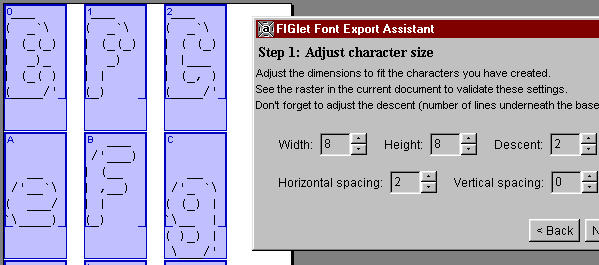 0
1
2
FIGlet Font Export Assistant
Step 1: Adjust character size
Adjust the dimensions to fit the characters you have created.
See the raster in the current document to validate these settings.
Don't forget to adjust the descent (number of lines underneath the base
Width: 8 Height: 8 Descent: 2
A
B
C
Horizontal spacing: 2 Vertical spacing: 0
< Back N